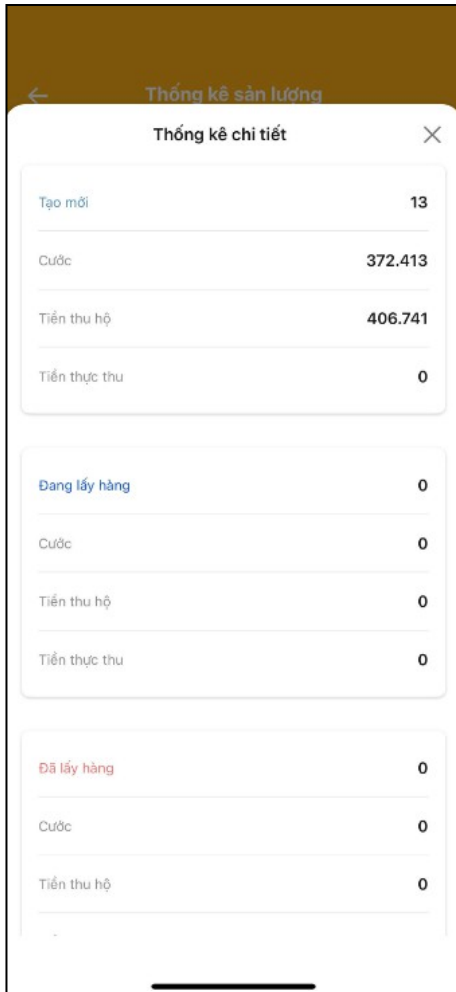 Thống kê sản lượng
Thống kê chi tiết
Tạo mới 13
Cước 372.413
Tiền thu hộ 406.741
Tiền thực thu 0
Đang lấy hàng 0
Cước 0
Tiền thu hộ 0
Tiền thực thu 0
Đã lấy hàng 0
Cước 0
Tiền thu hộ 0